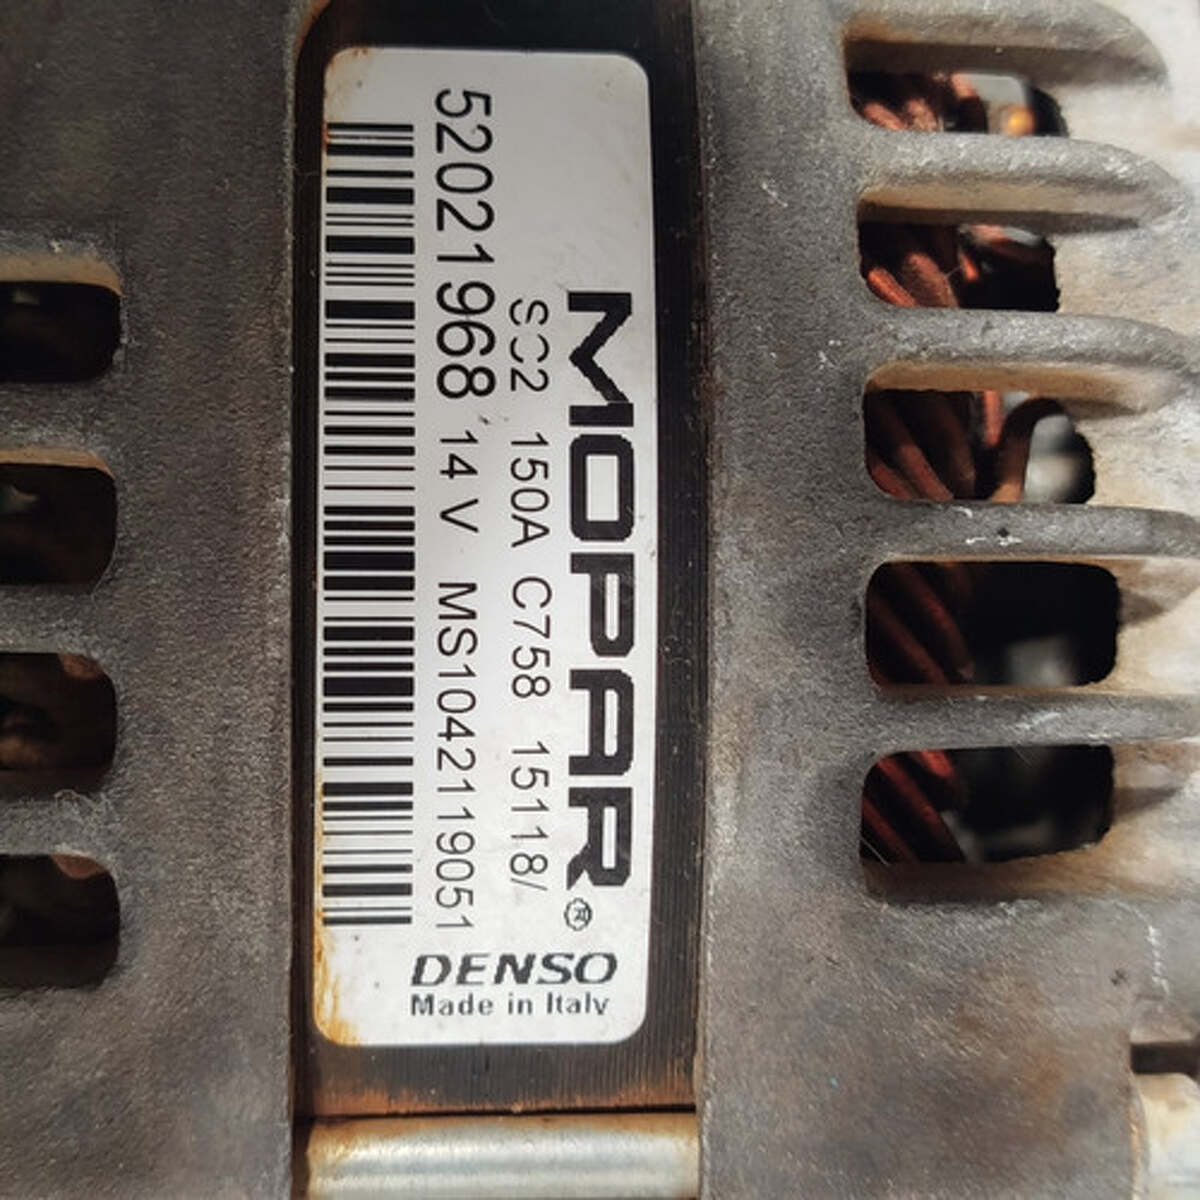 MOPAR®
SC2 150A C758 15118/
52021968 14 V MS1042119051
DENSO
Made in Italy